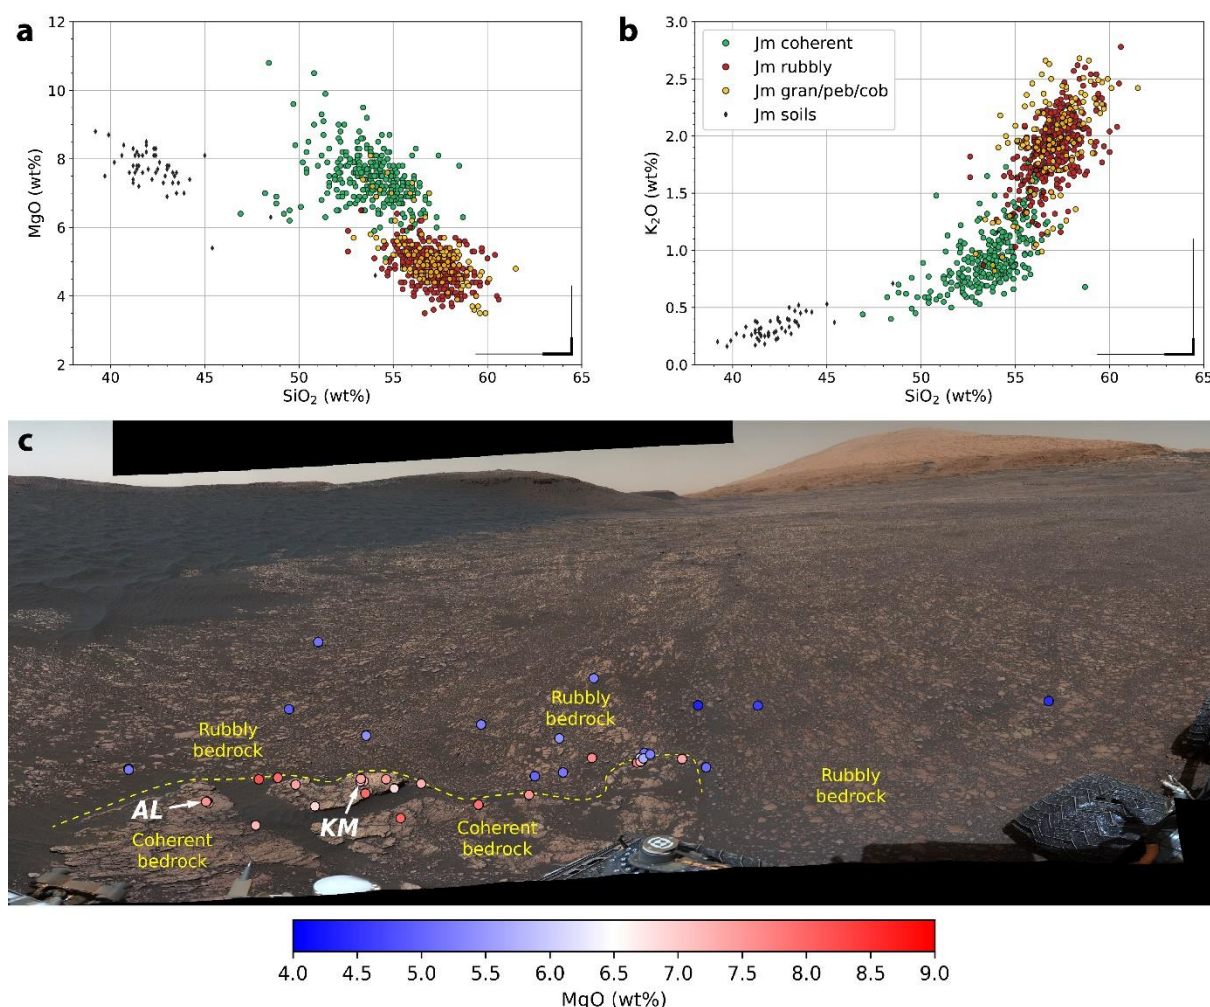 a
12
10
8
6
4
2
MgO (wt%)
40
45
50
55
60
65
SiO₂ (wt%)
b
3.0
2.5
2.0
1.5
1.0
0.5
0.0
K₂O (wt%)
Jm coherent
Jm rubbly
Jm gran/peb/cob
Jm soils
40
45
50
55
60
65
SiO₂ (wt%)
c
Rubbly
bedrock
Rubbly
bedrock
Rubbly
bedrock
AL
KM
Coherent
bedrock
Coherent
bedrock
4.0
4.5
5.0
5.5
6.0
6.5
7.0
7.5
8.0
8.5
9.0
MgO (wt%)